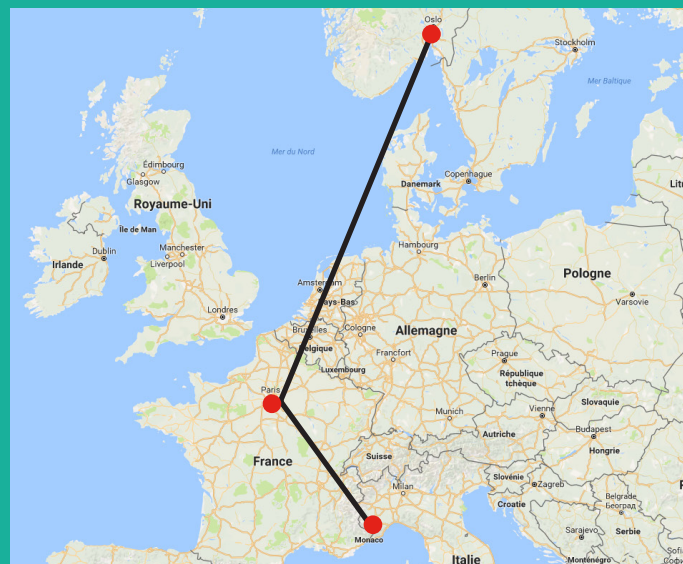 Oslo
Stockholm
Mer Baltique
Mer du Nord
Édimbourg
Glasgow
Copenhague
Danemark
Royaume-Uni
Île de Man
Dublin
Manchester
Irlande
Liverpool
Hambourg
Berlin
Pologne
Amsterdam
Varsovie
Pays-Bas
Londres
Bruxelles
Cologne
Allemagne
Belgique
Francfort
Prague
Luxembourg
République
tchèque
Paris
Slovaquie
Munich
Vienne
Budapest
Autriche
Hongrie
Suisse
France
Slovénie
Zagreb
Milan
Croatie
Belgrade
Београд
Sarajevo
Serbie
Monaco
Italie
Monténégro